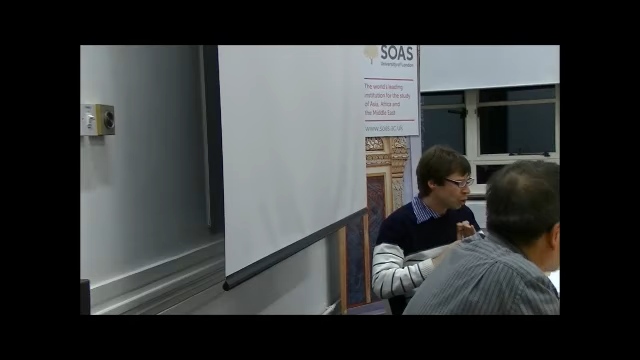 SOAS
University of London
The world's leading
institution for the study
of Asia, Africa and
the Middle East
www.soas.ac.uk